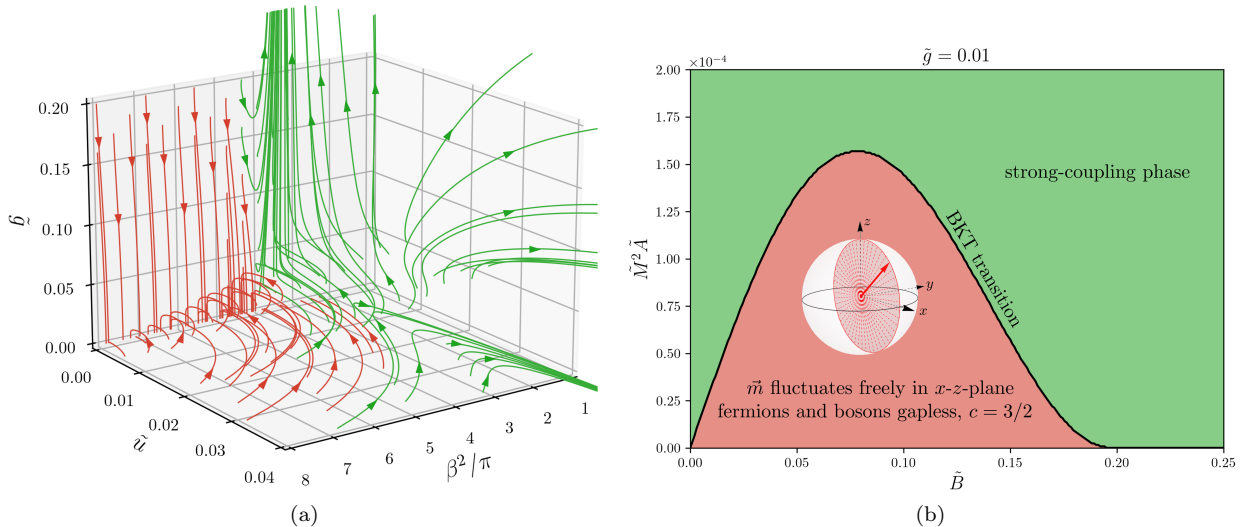 0.20
0.15
0.10
0.05
0.00
g̃
0.00
0.01
0.02
0.03
0.04
ũ
8
7
6
5
4
3
2
1
β²/π
(a)
g̃ = 0.01
×10⁻⁴
2.00
1.75
1.50
1.25
1.00
0.75
0.50
0.25
0.00
M̃²Ã
strong-coupling phase
BKT transition
z
y
x
m⃗ fluctuates freely in x-z-plane
fermions and bosons gapless, c = 3/2
0.00
0.05
0.10
0.15
0.20
0.25
B̃
(b)